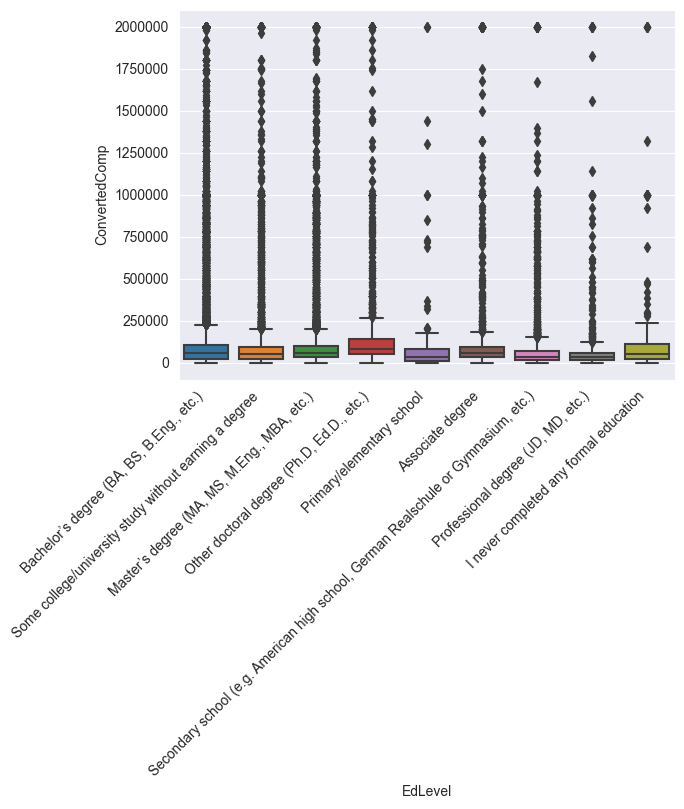 2000000
1750000
1500000
1250000
1000000
750000
500000
250000
0
ConvertedComp
Bachelor’s degree (BA, BS, B.Eng., etc.)
Some college/university study without earning a degree
Master’s degree (MA, MS, M.Eng., MBA, etc.)
Other doctoral degree (Ph.D, Ed.D., etc.)
Primary/elementary school
Associate degree
Secondary school (e.g. American high school, German Realschule or Gymnasium, etc.)
Professional degree (JD, MD, etc.)
I never completed any formal education
EdLevel